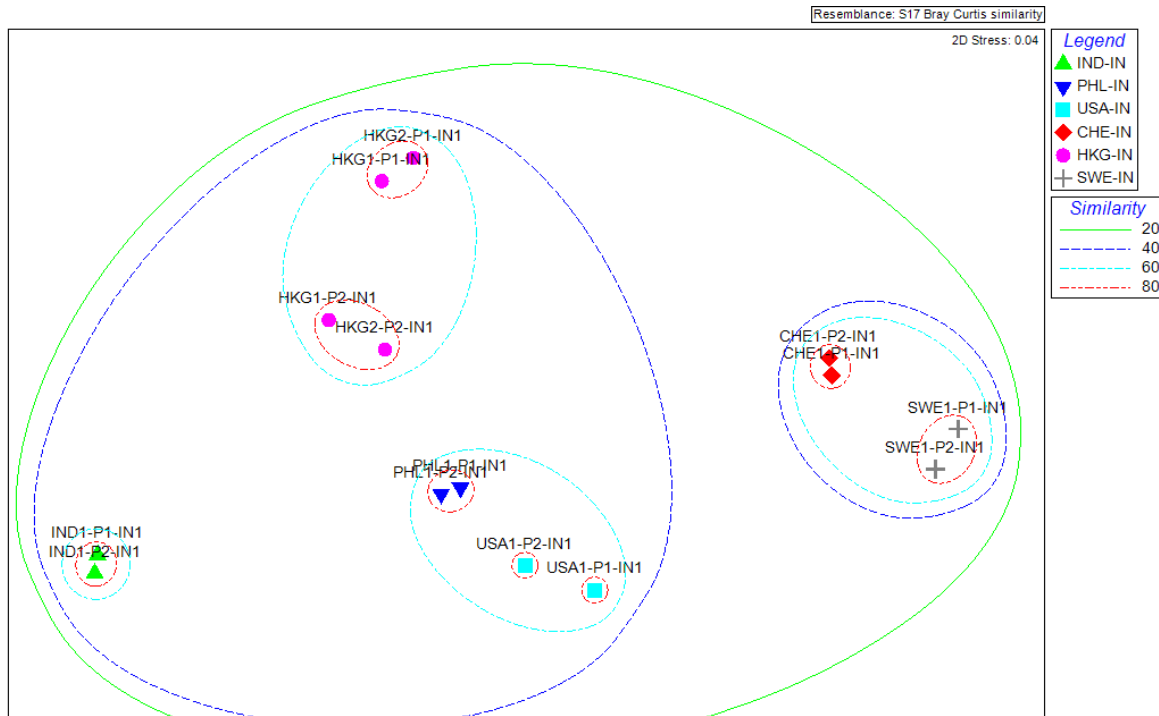 Resemblance: S17 Bray Curtis similarity
2D Stress: 0.04
Legend
IND-IN
PHL-IN
USA-IN
CHE-IN
HKG-IN
SWE-IN
Similarity
20
40
60
80
HKG2-P1-IN1
HKG1-P1-IN1
HKG1-P2-IN1
HKG2-P2-IN1
CHE1-P2-IN1
CHE1-P1-IN1
SWE1-P1-IN1
SWE1-P2-IN1
PHL1-P1-IN1
PHL1-P2-IN1
IND1-P1-IN1
IND1-P2-IN1
USA1-P2-IN1
USA1-P1-IN1